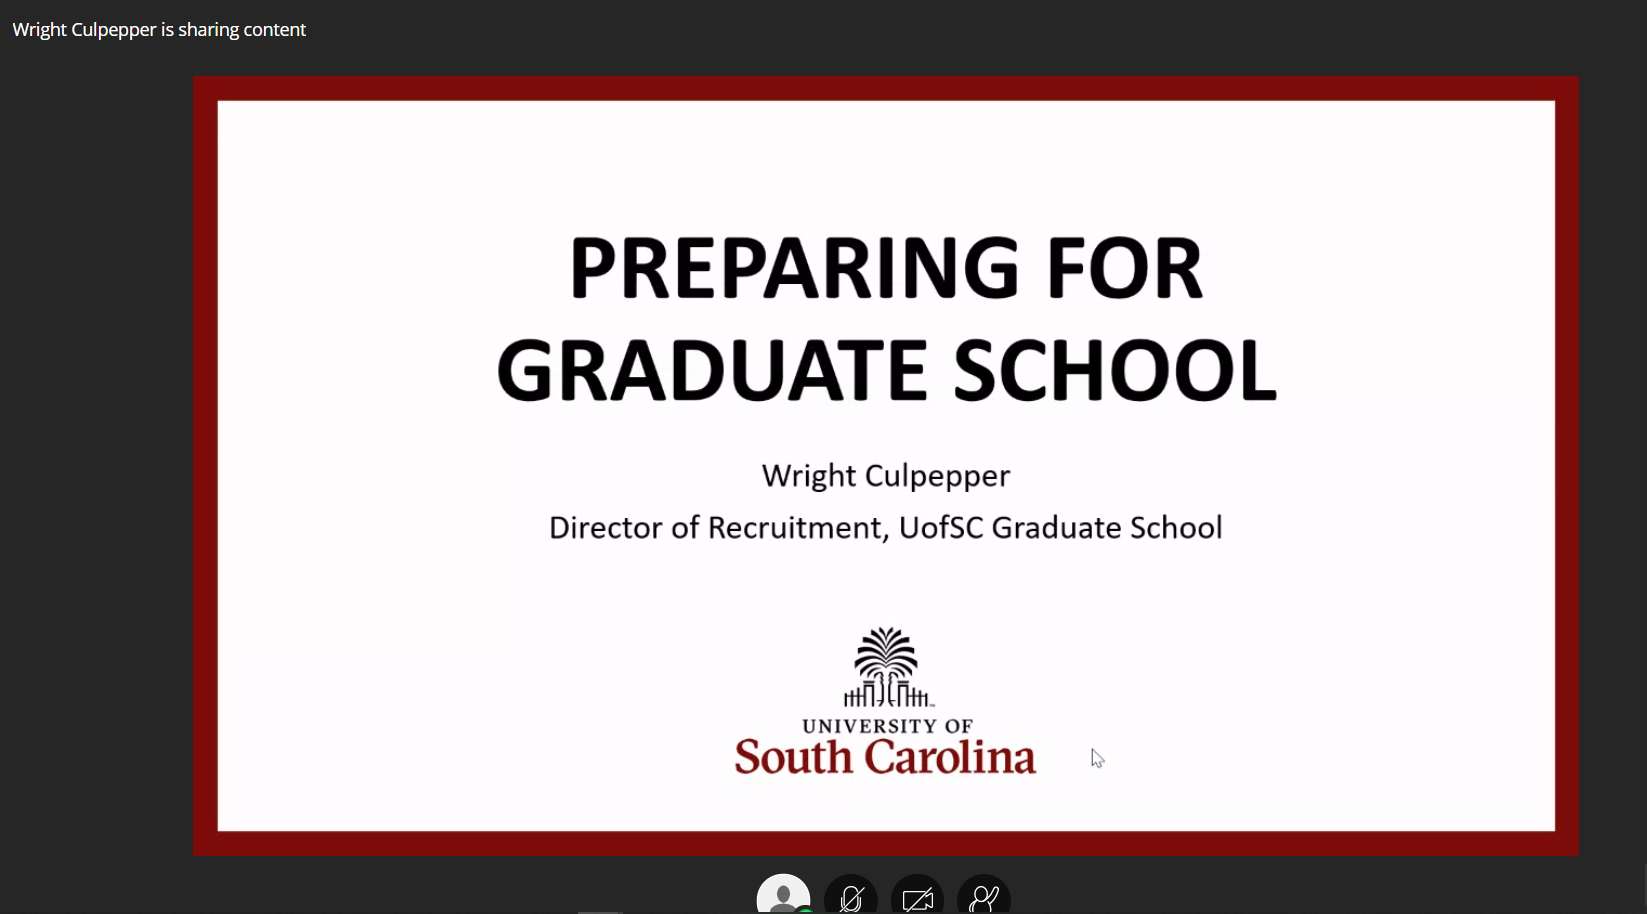 Wright Culpepper is sharing content
PREPARING FOR
GRADUATE SCHOOL
Wright Culpepper
Director of Recruitment, UofSC Graduate School
UNIVERSITY OF
South Carolina